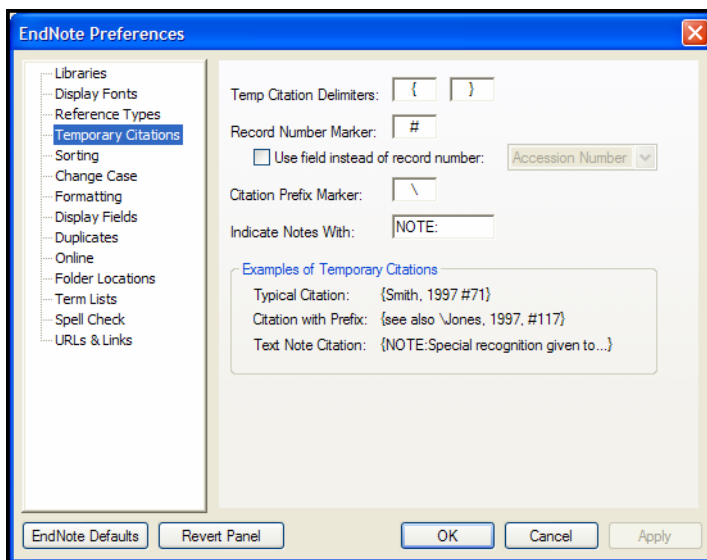 EndNote Preferences
Libraries
Display Fonts
Reference Types
Temporary Citations
Sorting
Change Case
Formatting
Display Fields
Duplicates
Online
Folder Locations
Term Lists
Spell Check
URLs & Links
Temp Citation Delimiters: { }
Record Number Marker: #
Use field instead of record number: Accession Number
Citation Prefix Marker: \
Indicate Notes With: NOTE:
Examples of Temporary Citations
Typical Citation: {Smith, 1997 #71}
Citation with Prefix: {see also \Jones, 1997, #117}
Text Note Citation: {NOTE:Special recognition given to...}
EndNote Defaults Revert Panel OK Cancel Apply